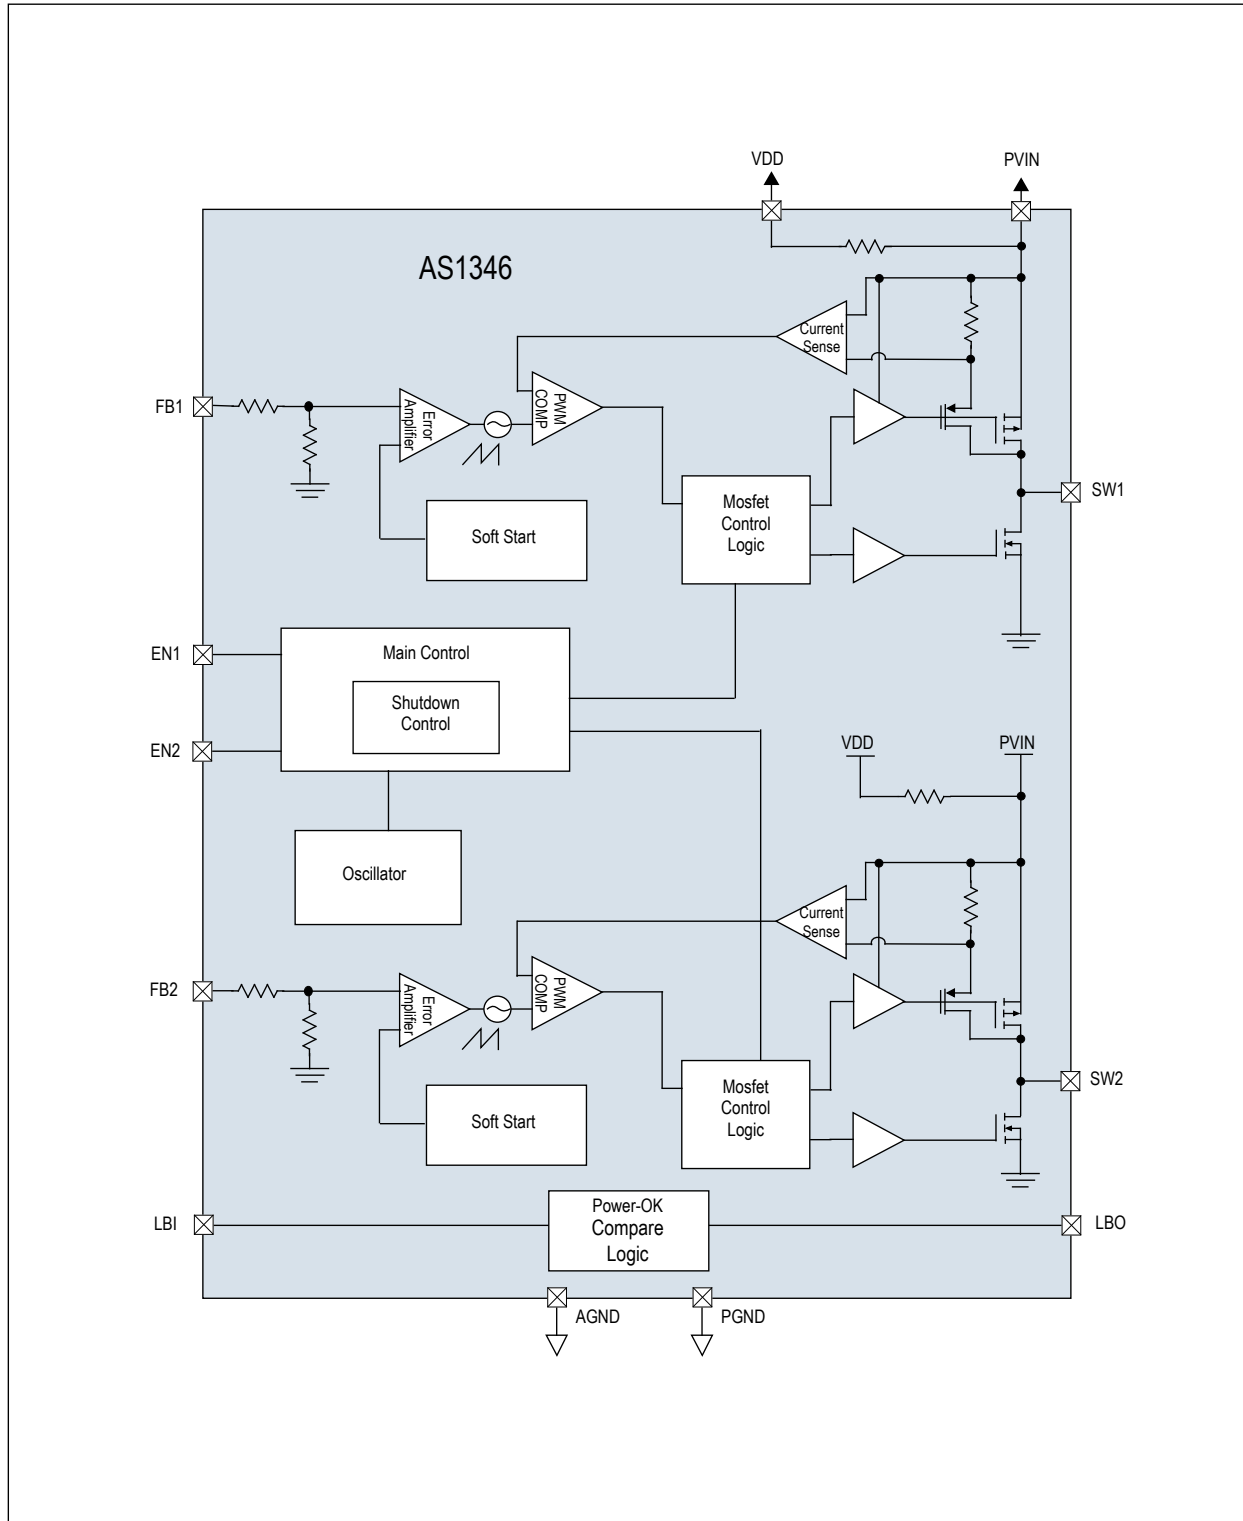 VDD
PVIN
AS1346
Current
Sense
FB1
Error
Amplifier
PWM
COMP
Mosfet
Control
Logic
SW1
Soft Start
EN1
Main Control
Shutdown
Control
EN2
VDD
PVIN
Oscillator
Current
Sense
FB2
Error
Amplifier
PWM
COMP
Mosfet
Control
Logic
SW2
Soft Start
LBI
Power-OK
Compare
Logic
LBO
AGND
PGND